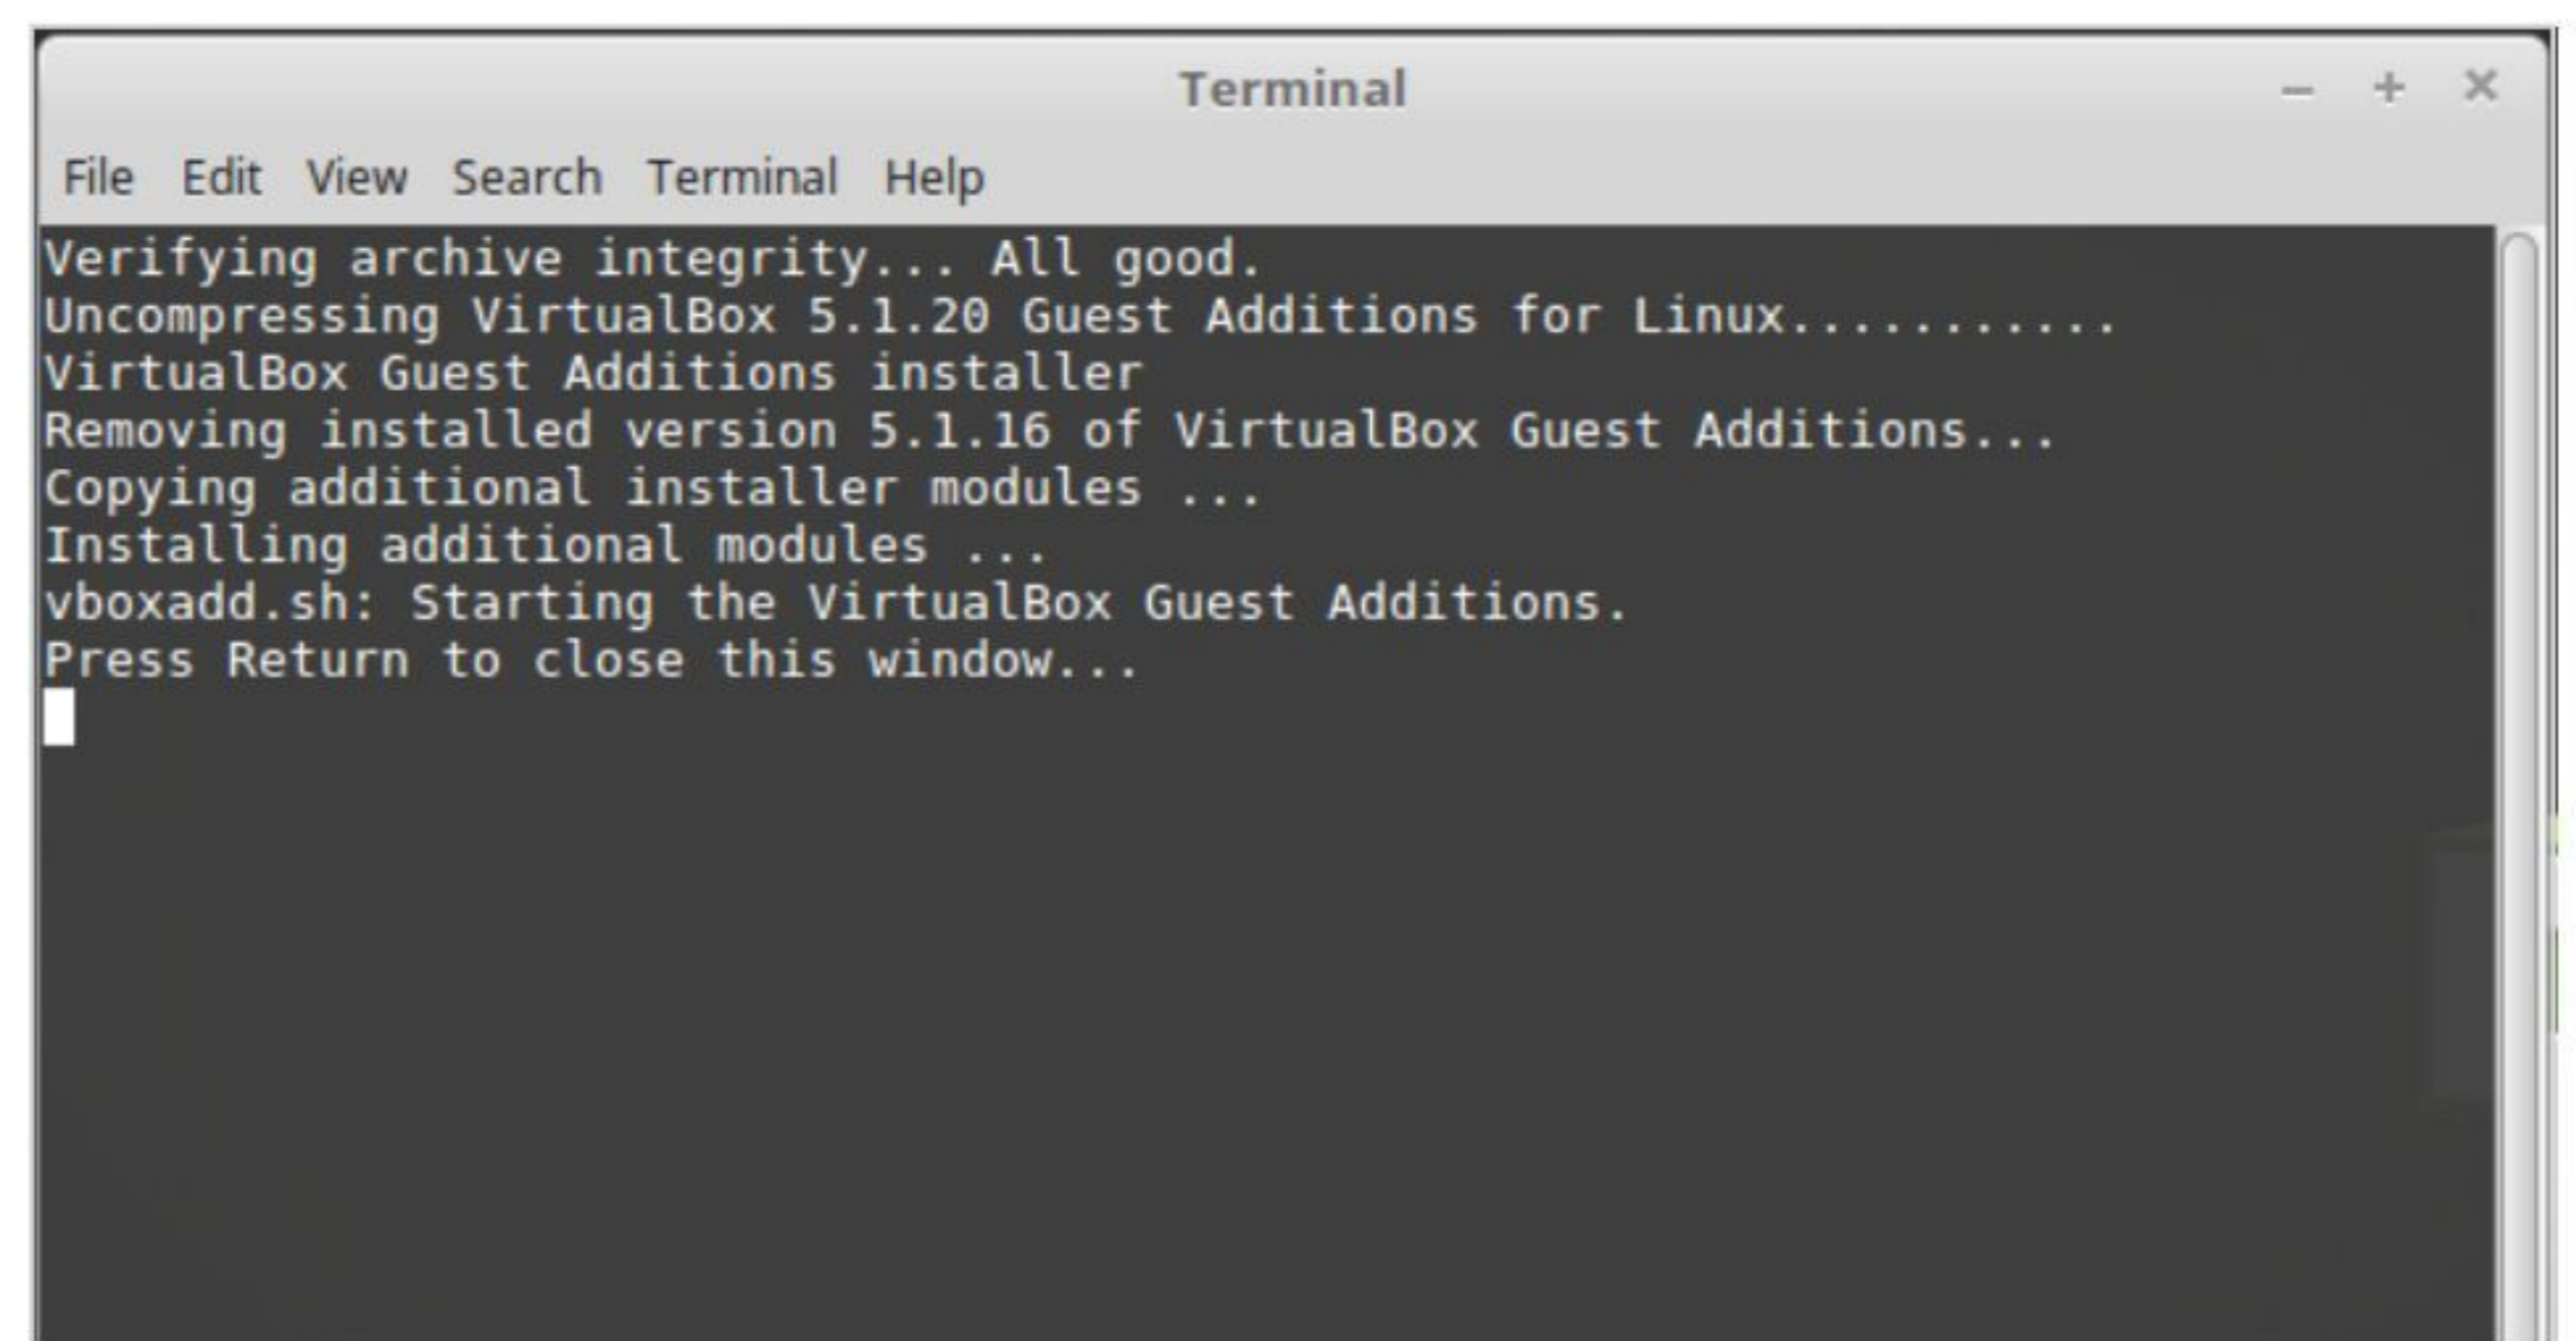 Terminal
File Edit View Search Terminal Help
Verifying archive integrity... All good.
Uncompressing VirtualBox 5.1.20 Guest Additions for Linux...........
VirtualBox Guest Additions installer
Removing installed version 5.1.16 of VirtualBox Guest Additions...
Copying additional installer modules ...
Installing additional modules ...
vboxadd.sh: Starting the VirtualBox Guest Additions.
Press Return to close this window...